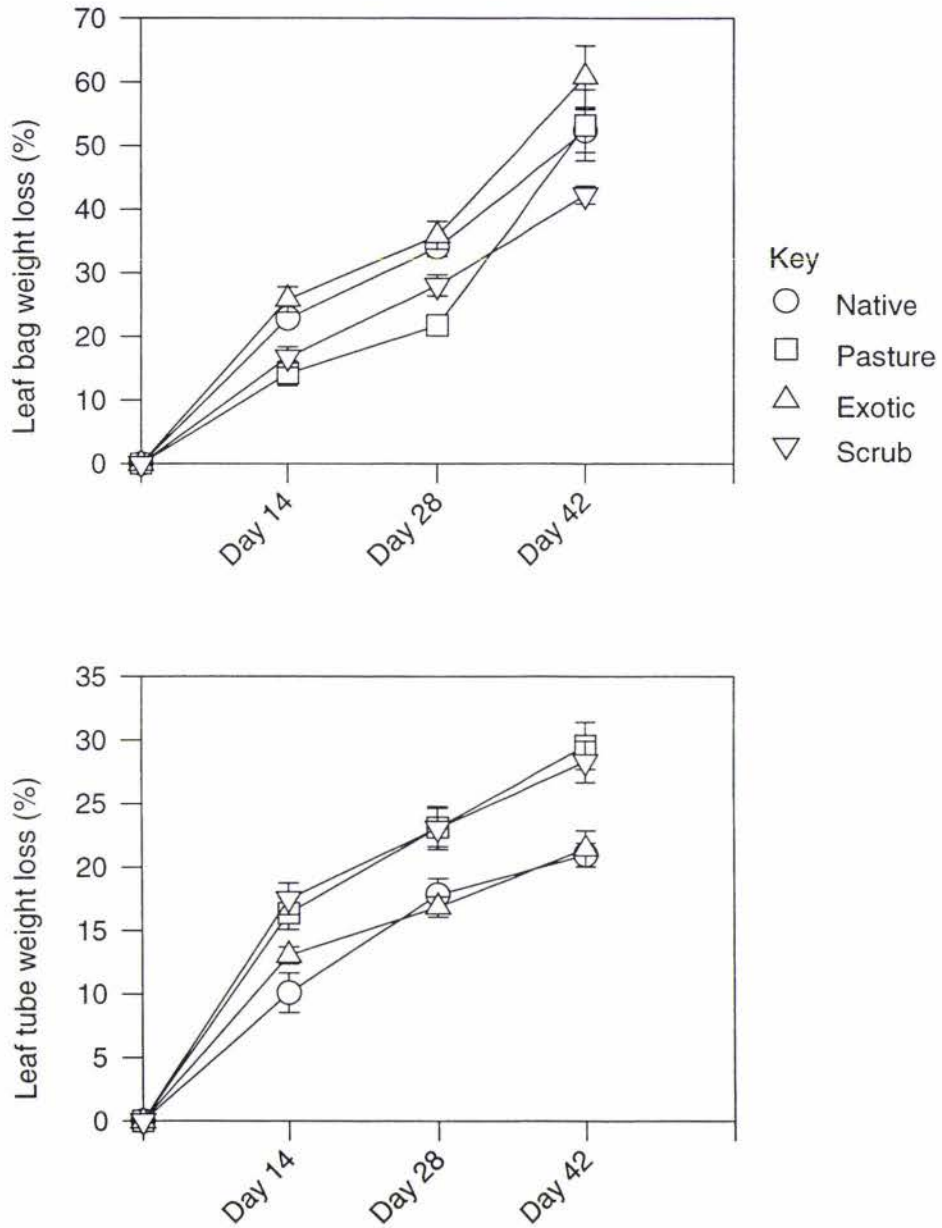 70
60
50
40
30
20
10
0
Leaf bag weight loss (%)
Day 14
Day 28
Day 42
Key
Native
Pasture
Exotic
Scrub
35
30
25
20
15
10
5
0
Leaf tube weight loss (%)
Day 14
Day 28
Day 42